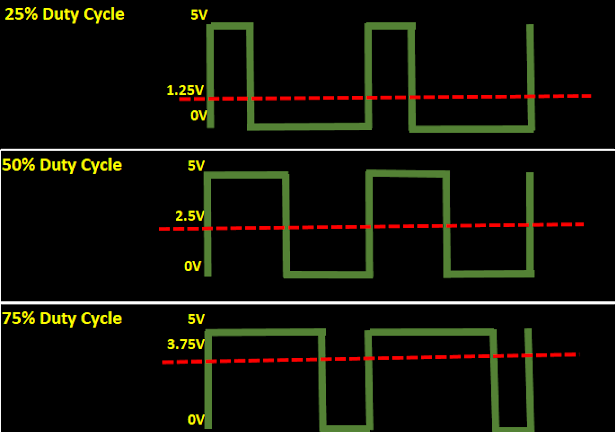 25% Duty Cycle
5V
1.25V
0V
50% Duty Cycle
5V
2.5V
0V
75% Duty Cycle
5V
3.75V
0V